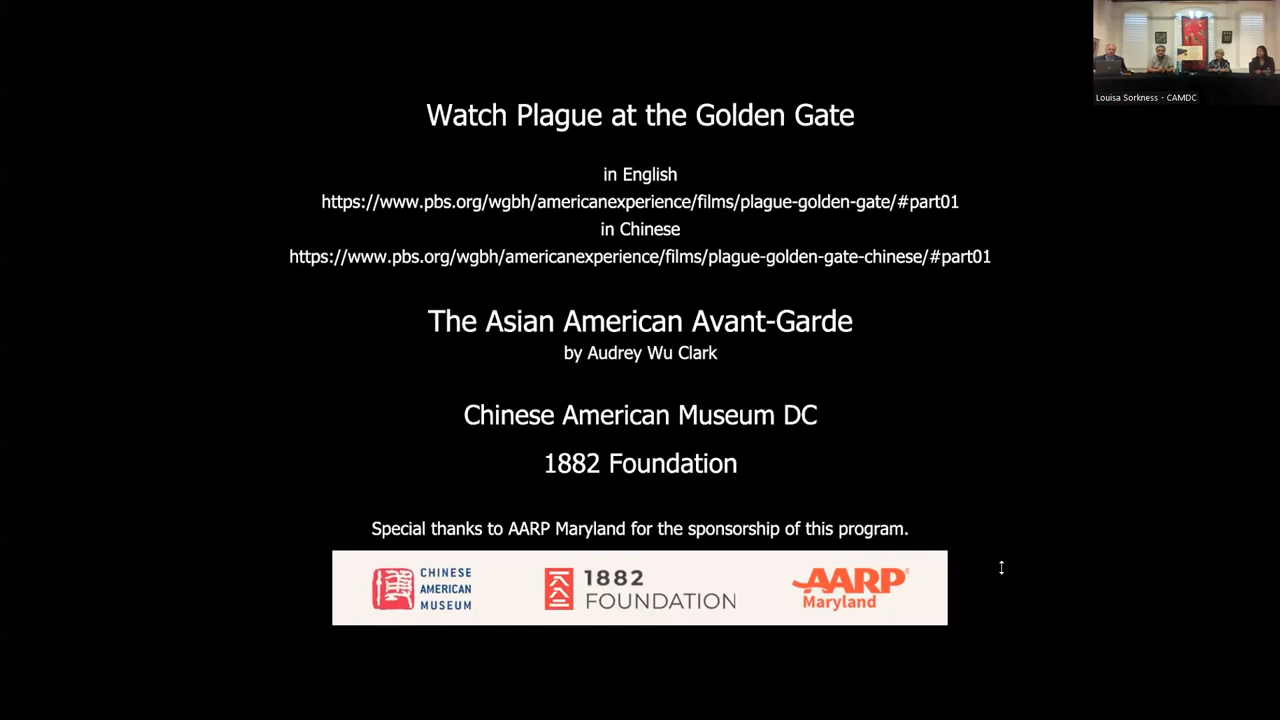 Louisa Sorkness - CAMDC
Watch Plague at the Golden Gate
in English
https://www.pbs.org/wgbh/americanexperience/films/plague-golden-gate/#part01
in Chinese
https://www.pbs.org/wgbh/americanexperience/films/plague-golden-gate-chinese/#part01
The Asian American Avant-Garde
by Audrey Wu Clark
Chinese American Museum DC
1882 Foundation
Special thanks to AARP Maryland for the sponsorship of this program.
CHINESE
AMERICAN
MUSEUM
1882
FOUNDATION
AARP®
Maryland